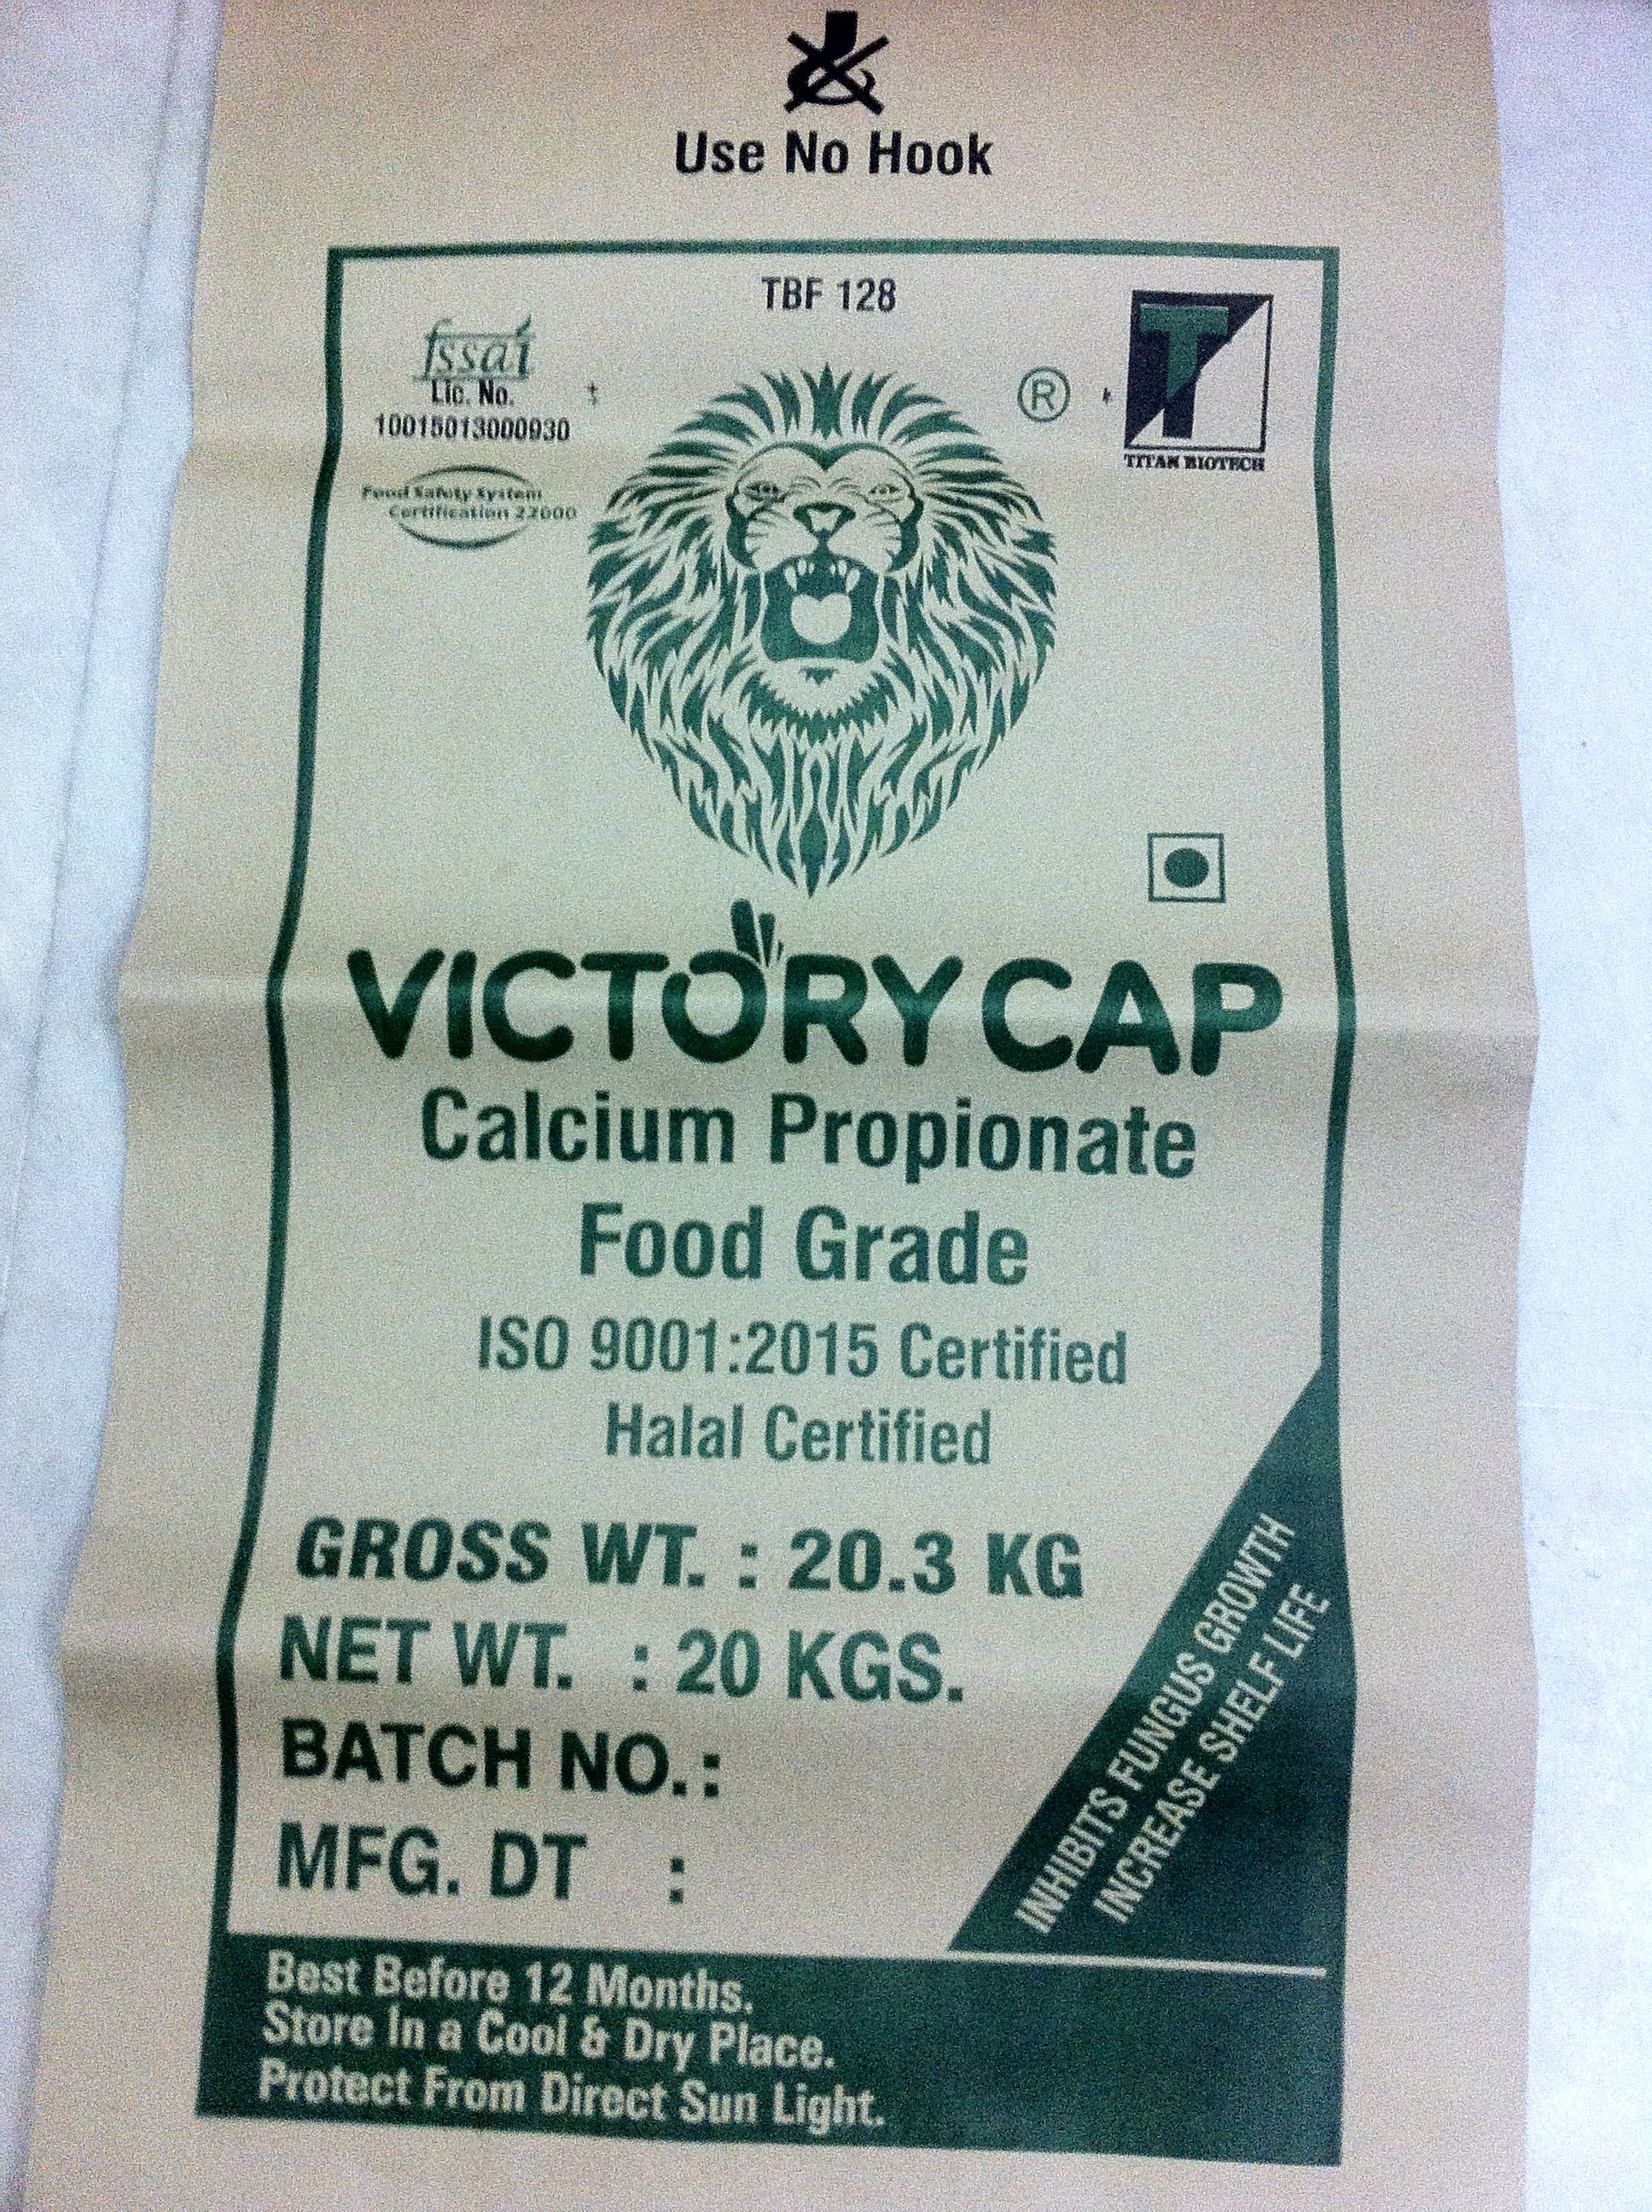 Use No Hook
TBF 128
fssai
Lic. No.
10015013000930
Food Safety System
Certification 22000
®
T
TITAN BIOTECH
VICTORY CAP
Calcium Propionate
Food Grade
ISO 9001:2015 Certified
Halal Certified
GROSS WT. : 20.3 KG
NET WT. : 20 KGS.
BATCH NO.:
MFG. DT :
INHIBITS FUNGUS GROWTH
INCREASE SHELF LIFE
Best Before 12 Months.
Store In a Cool & Dry Place.
Protect From Direct Sun Light.